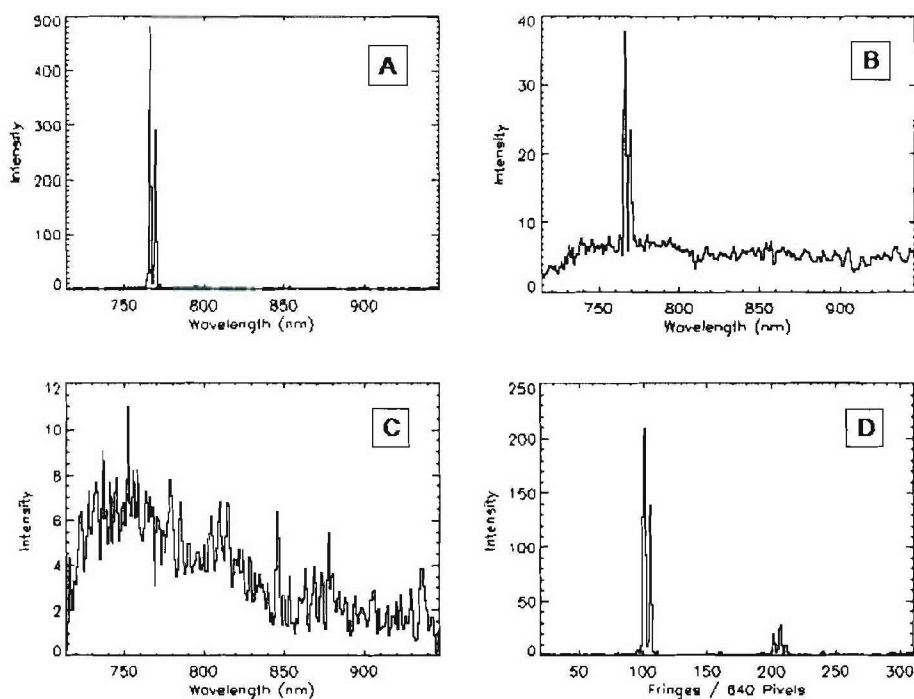 500
400
300
200
100
0
Intensity
A
750 800 850 900
Wavelength (nm)
40
30
20
10
0
Intensity
B
750 800 850 900
Wavelength (nm)
12
10
8
6
4
2
0
Intensity
C
750 800 850 900
Wavelength (nm)
250
200
150
100
50
0
Intensity
D
50 100 150 200 250 300
Fringes / 640 Pixels